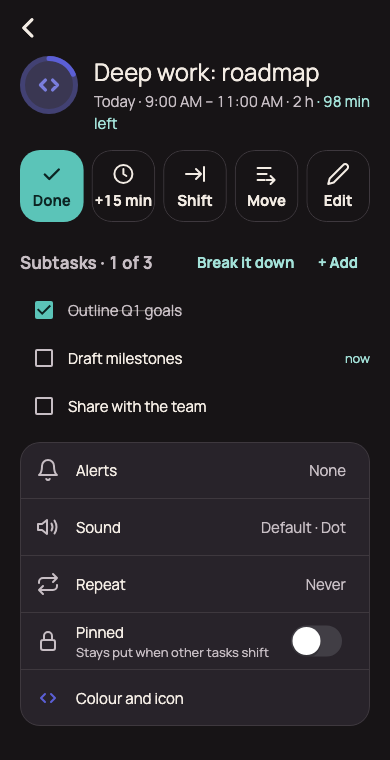 Deep work: roadmap
Today · 9:00 AM – 11:00 AM · 2 h · 98 min
left
Done
+15 min
Shift
Move
Edit
Subtasks · 1 of 3
Break it down
+ Add
Outline Q1 goals
Draft milestones
now
Share with the team
Alerts
None
Sound
Default · Dot
Repeat
Never
Pinned
Stays put when other tasks shift
Colour and icon